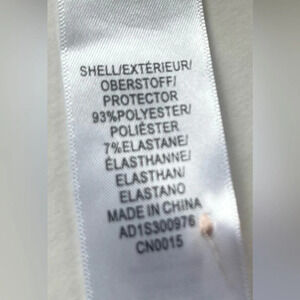 SHELL/EXTÉRIEUR/
OBERSTOFF/
PROTECTOR
93%POLYESTER/
POLIÉSTER
7%ELASTANE/
ÉLASTHANNE/
ELASTHAN/
ELASTANO
MADE IN CHINA
AD1S300976
CN0015